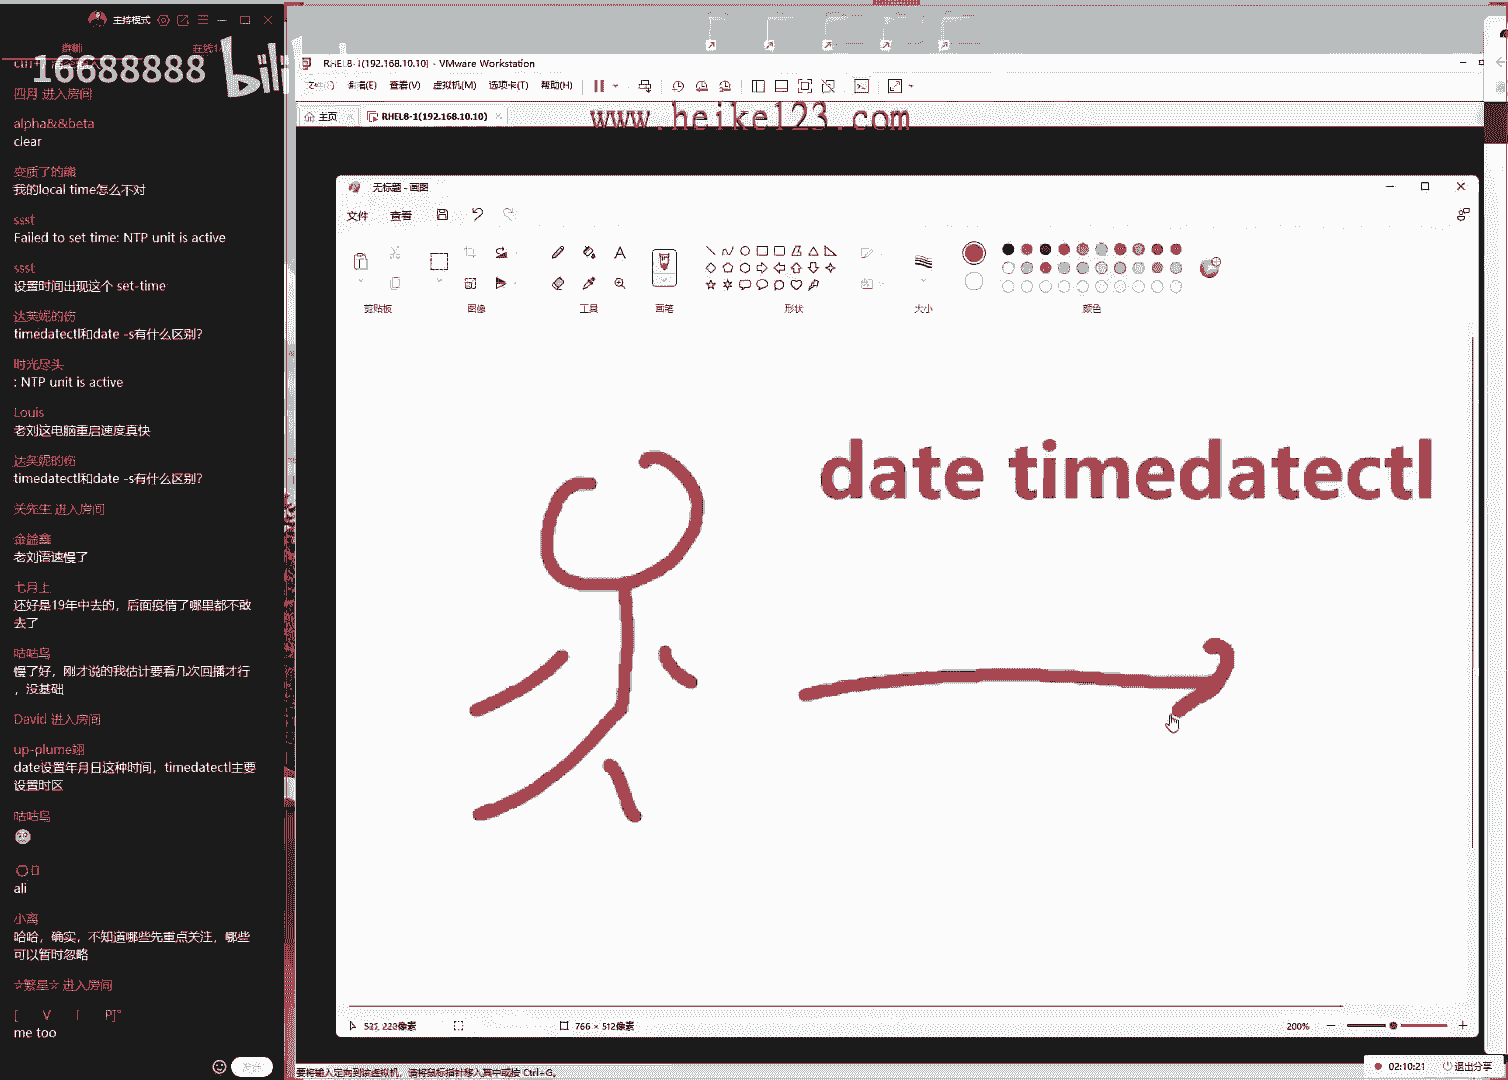 主持模式
群聊
16688888
四月 进入房间
alpha&&beta
clear
变质了的熊
我的local time怎么不对
ssst
Failed to set time: NTP unit is active
ssst
设置时间出现这个 set-time
达芙妮的伤
timedatectl和date -s有什么区别?
时光尽头
: NTP unit is active
Louis
老刘这电脑重启速度真快
达芙妮的伤
timedatectl和date -s有什么区别?
关先生 进入房间
老刘语速慢了
七月上
还好是19年中去的，后面疫情了哪里都不敢
去了
咕咕鸟
慢了好，刚才说的我估计要看几次回播才行
，没基础
David 进入房间
up-plume翊
date设置年月日这种时间，timedatectl主要
设置时区
咕咕鸟
ali
小离
哈哈，确实，不知道哪些先重点关注，哪些
可以暂时忽略
☆繁星☆ 进入房间
me too
发送
RHEL8-1(192.168.10.10) - VMware Workstation
文件(F) 编辑(E) 查看(V) 虚拟机(M) 选项卡(T) 帮助(H)
主页
RHEL8-1(192.168.10.10)
www.heike123.com
无标题 - 画图
文件 查看
剪贴板 图像 工具 画笔 形状 大小 颜色
date timedatectl
766 × 512像素
200%
要将输入定向到该虚拟机，请将鼠标指针移入其中或按 Ctrl+G。
02:10:21
退出分享